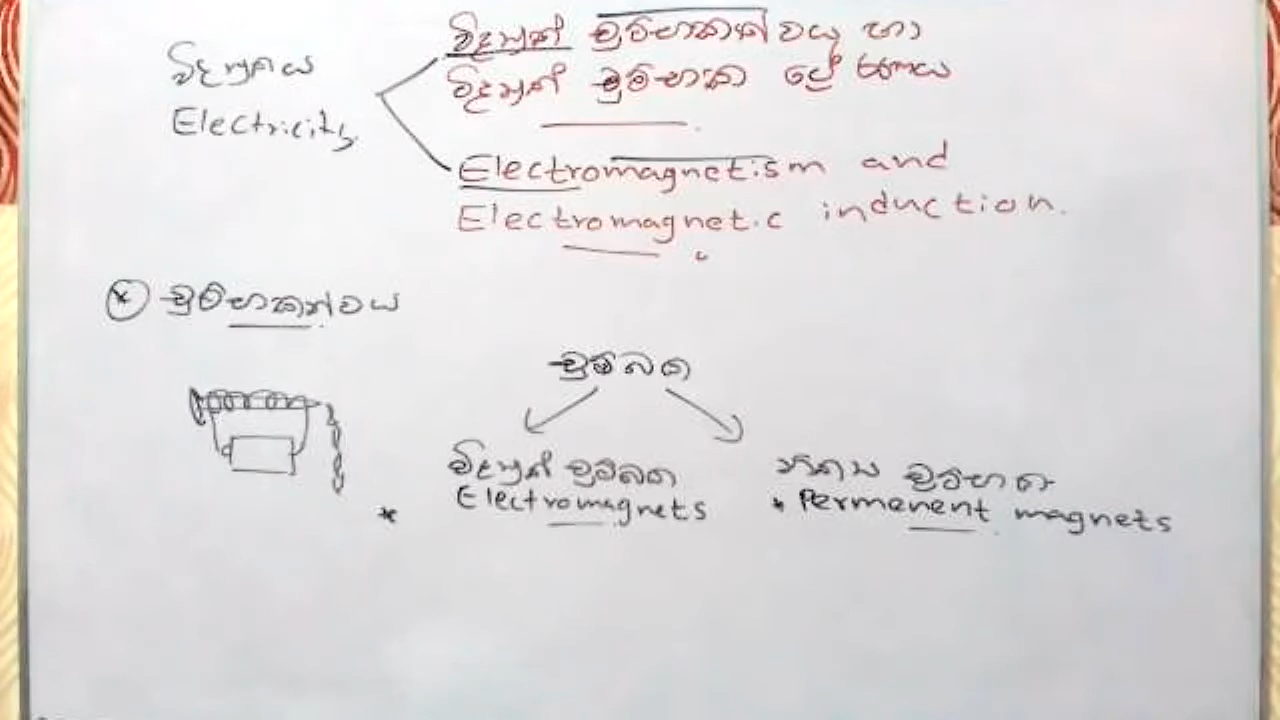 විද්‍යුතය
Electricity
විද්‍යුත් චුම්භකත්වය හා
විද්‍යුත් චුම්භක ප්‍රේරණය
Electromagnetism and
Electromagnetic induction.
* චුම්භකත්වය
චුම්බක
විද්‍යුත් චුම්බක
* Electromagnets
නිත්‍ය චුම්භක
* Permenent magnets